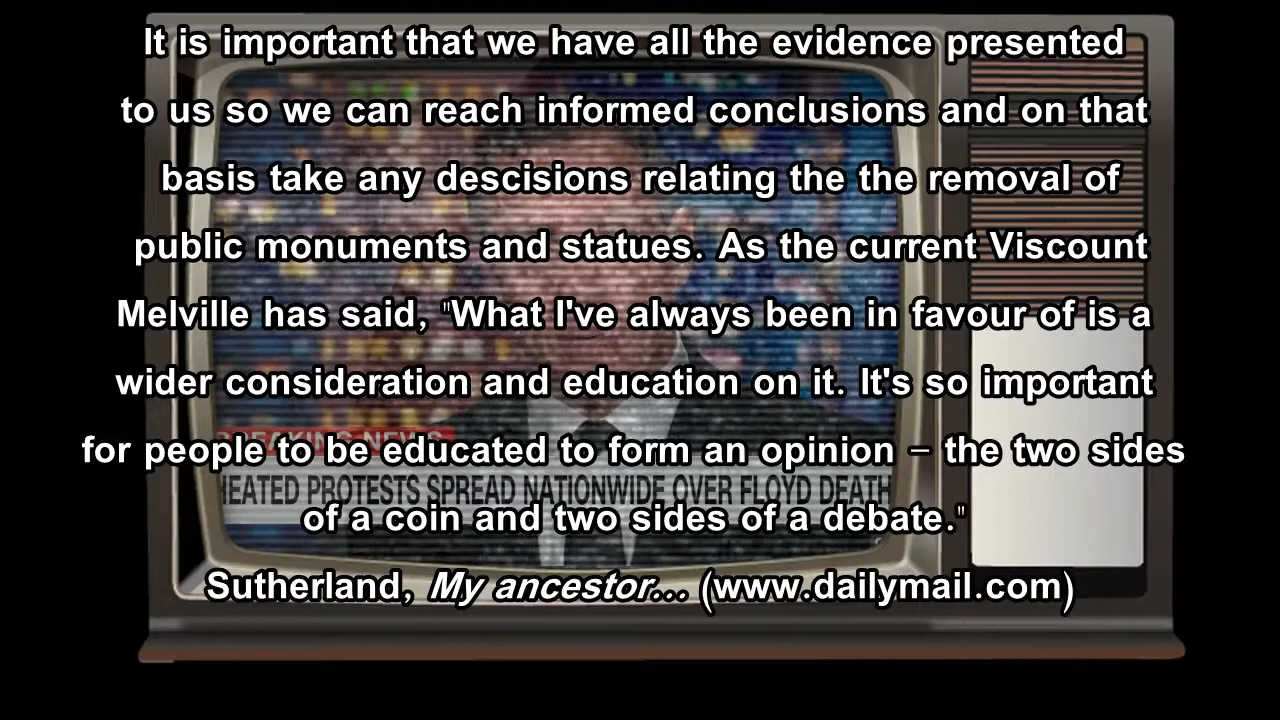 It is important that we have all the evidence presented
to us so we can reach informed conclusions and on that
basis take any descisions relating the the removal of
public monuments and statues. As the current Viscount
Melville has said, "What I've always been in favour of is a
wider consideration and education on it. It's so important
for people to be educated to form an opinion – the two sides
of a coin and two sides of a debate."
Sutherland, My ancestor... (www.dailymail.com)
BREAKING NEWS
HEATED PROTESTS SPREAD NATIONWIDE OVER FLOYD DEATH